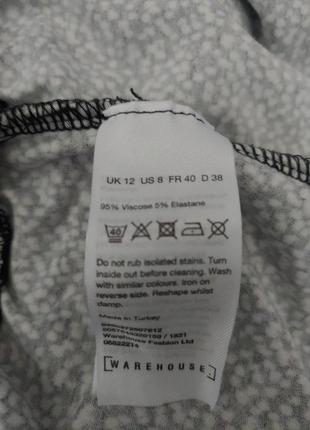 UK 12 US 8 FR 40 D 38
95% Viscose 5% Elastane
40
Do not rub isolated stains. Turn
inside out before cleaning. Wash
with similar colours. Iron on
reverse side. Reshape whilst
damp.
Made in Turkey
/ 1821
Warehouse Fashion Ltd
05522214
WAREHOUSE